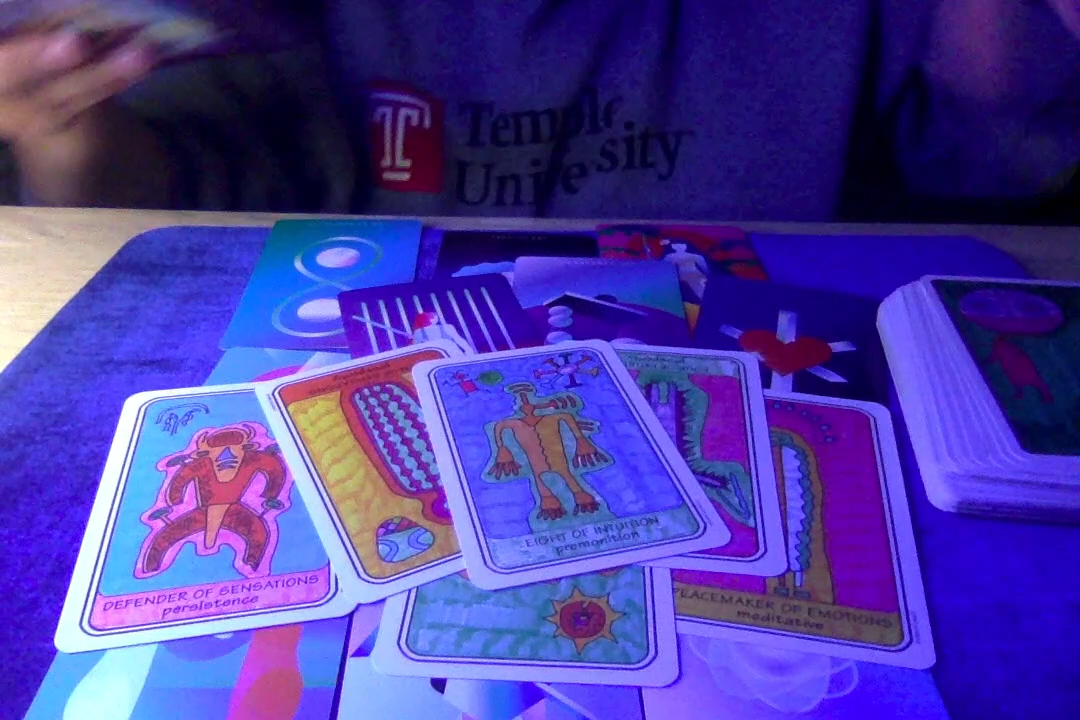 Temple
University
DEFENDER OF SENSATIONS
persistence
EIGHT OF INTUITION
premonition
PEACEMAKER OF EMOTIONS
meditative